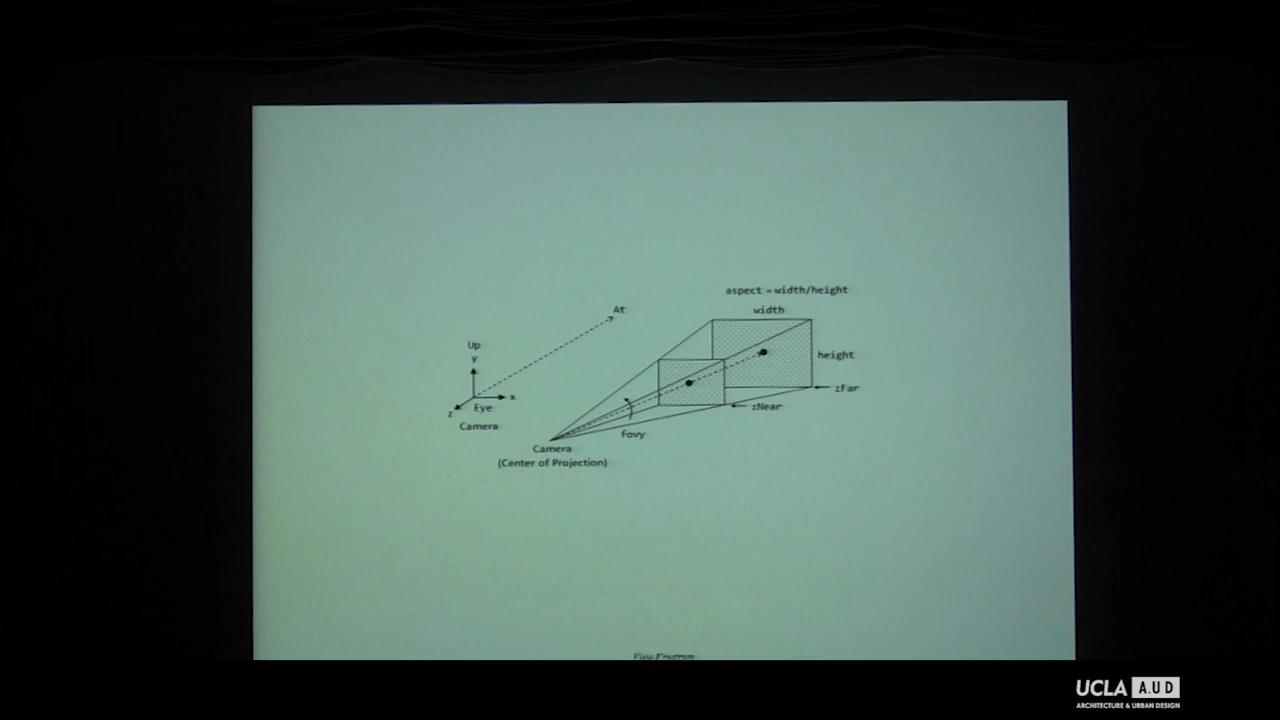 aspect = width/height
width
At
Up
y
height
x
zFar
z
Eye
zNear
Camera
fovy
Camera
(Center of Projection)
View Frustrum
UCLA A.UD
ARCHITECTURE & URBAN DESIGN